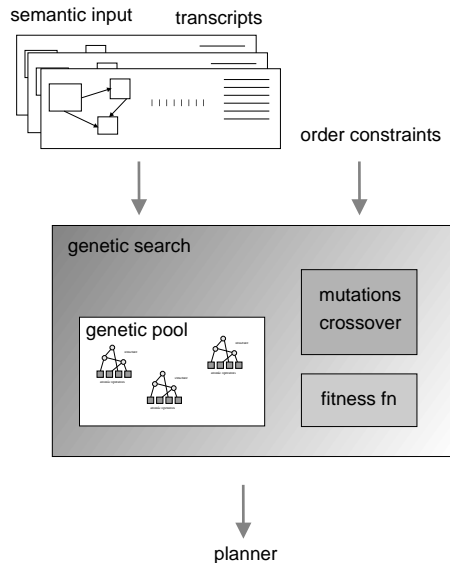 semantic input
transcripts
order constraints
genetic search
mutations
crossover
genetic pool
fitness fn
planner